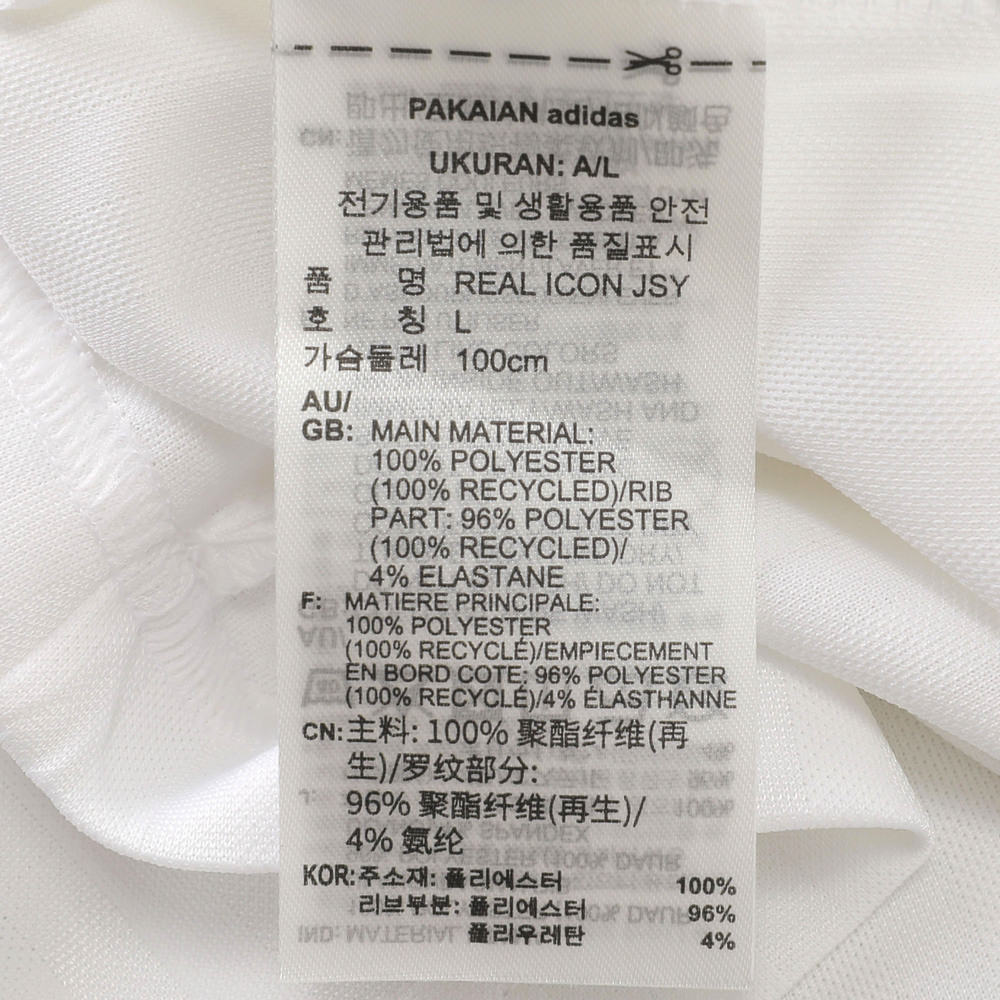 PAKAIAN adidas
UKURAN: A/L
전기용품 및 생활용품 안전
관리법에 의한 품질표시
품 명 REAL ICON JSY
호 칭 L
가슴둘레 100cm
AU/
GB: MAIN MATERIAL:
100% POLYESTER
(100% RECYCLED)/RIB
PART: 96% POLYESTER
(100% RECYCLED)/
4% ELASTANE
F: MATIERE PRINCIPALE:
100% POLYESTER
(100% RECYCLÉ)/EMPIECEMENT
EN BORD COTE: 96% POLYESTER
(100% RECYCLÉ)/4% ÉLASTHANNE
CN: 主料: 100% 聚酯纤维(再
生)/罗纹部分:
96% 聚酯纤维(再生)/
4% 氨纶
KOR: 주소재: 폴리에스터 100%
리브부분: 폴리에스터 96%
폴리우레탄 4%